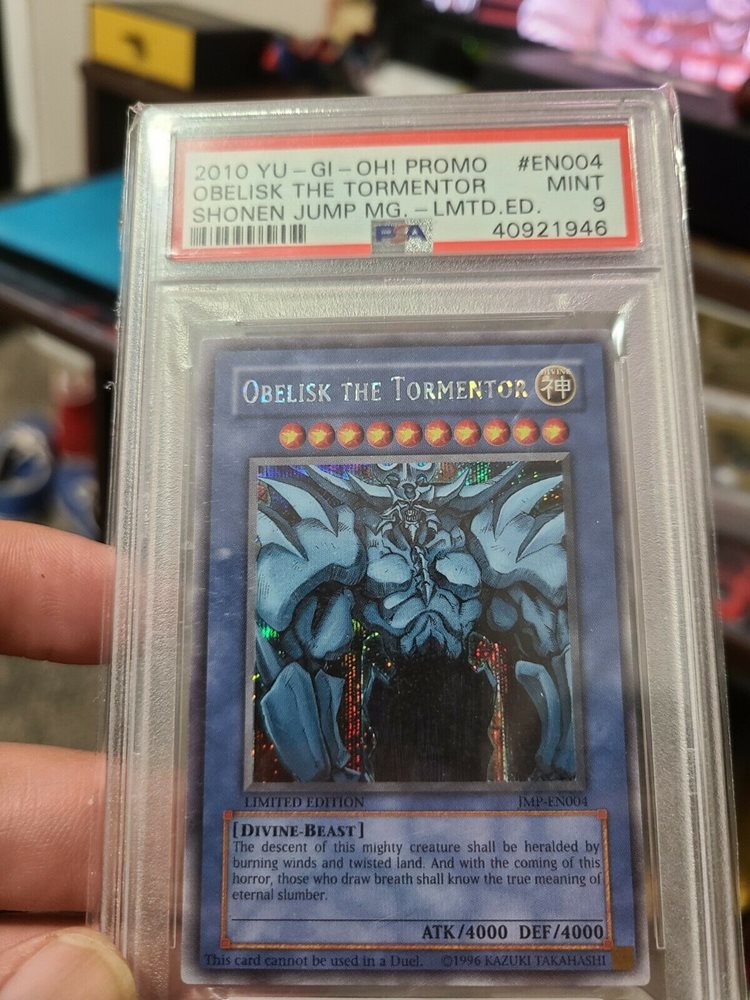 2010 YU-GI-OH! PROMO #EN004
OBELISK THE TORMENTOR MINT
SHONEN JUMP MG.-LMTD.ED. 9
PSA 40921946
OBELISK THE TORMENTOR
DIVINE
神
LIMITED EDITION JMP-EN004
[DIVINE-BEAST]
The descent of this mighty creature shall be heralded by
burning winds and twisted land. And with the coming of this
horror, those who draw breath shall know the true meaning of
eternal slumber.
ATK/4000 DEF/4000
This card cannot be used in a Duel. ©1996 KAZUKI TAKAHASHI